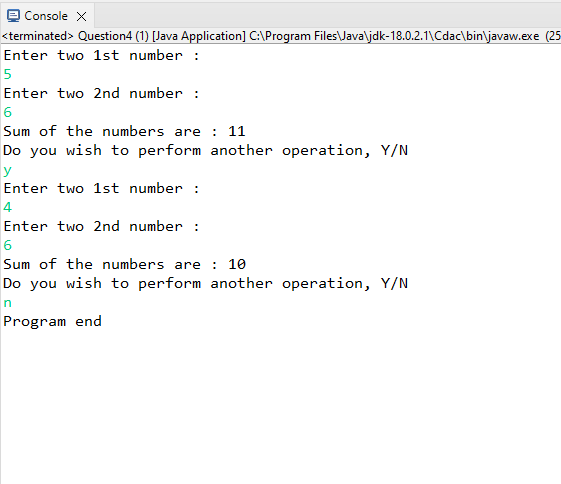 Console
<terminated> Question4 (1) [Java Application] C:\Program Files\Java\jdk-18.0.2.1\Cdac\bin\javaw.exe (25
Enter two 1st number :
5
Enter two 2nd number :
6
Sum of the numbers are : 11
Do you wish to perform another operation, Y/N
y
Enter two 1st number :
4
Enter two 2nd number :
6
Sum of the numbers are : 10
Do you wish to perform another operation, Y/N
n
Program end